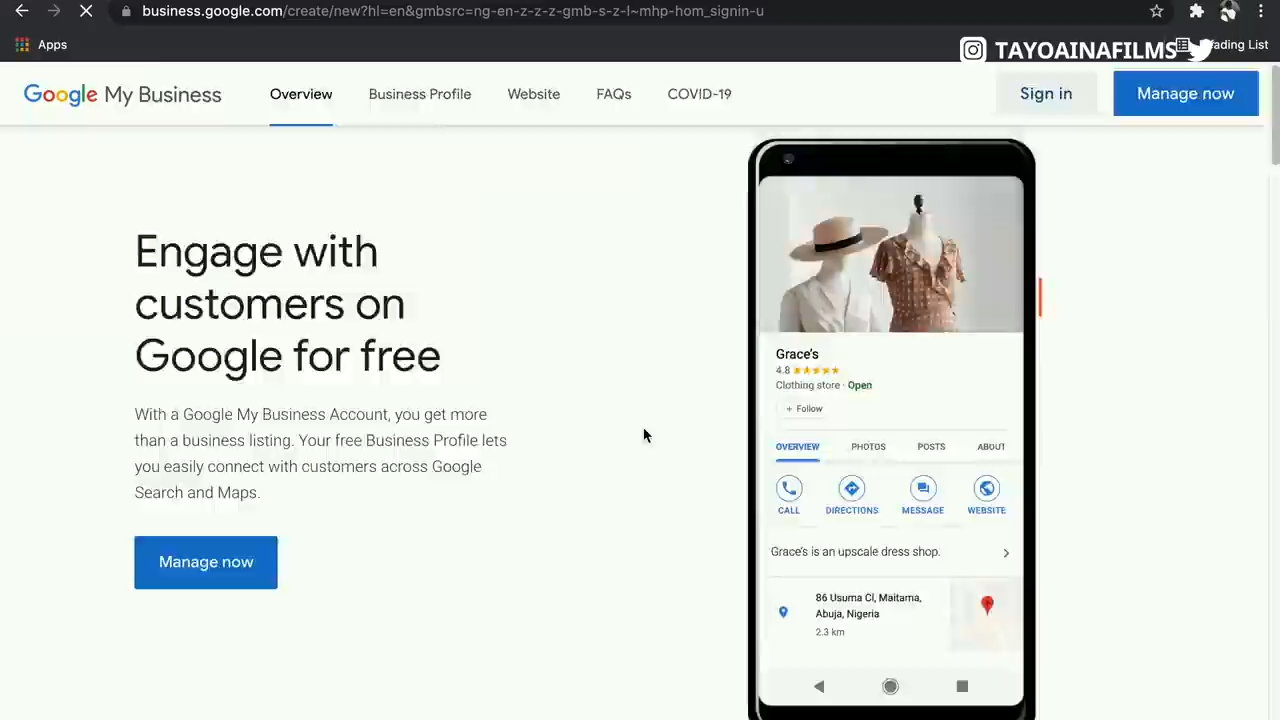 business.google.com/create/new?hl=en&gmbsrc=ng-en-z-z-z-gmb-s-z-l~mhp-hom_signin-u
Apps
TAYOAINAFILMS
ading List
Google My Business
Overview
Business Profile
Website
FAQs
COVID-19
Sign in
Manage now
Engage with
customers on
Google for free
With a Google My Business Account, you get more
than a business listing. Your free Business Profile lets
you easily connect with customers across Google
Search and Maps.
Manage now
Grace's
4.8
Clothing store · Open
+ Follow
OVERVIEW
PHOTOS
POSTS
ABOUT
CALL
DIRECTIONS
MESSAGE
WEBSITE
Grace's is an upscale dress shop.
86 Usuma Cl, Maitama,
Abuja, Nigeria
2.3 km